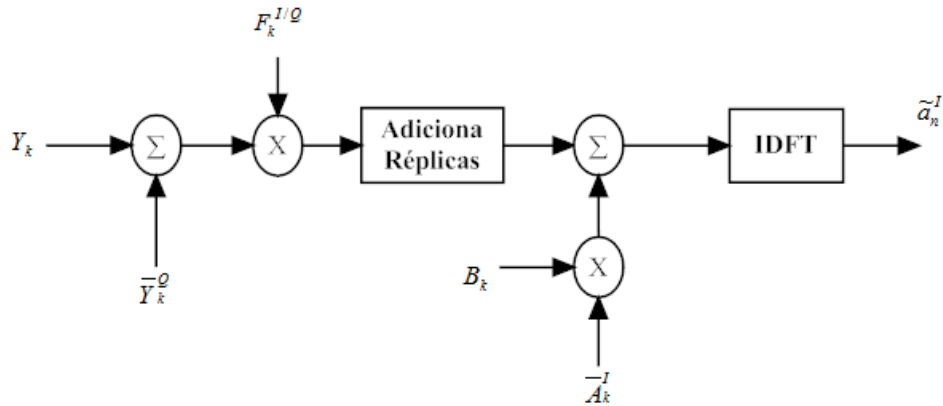 F_k^{I/Q}
Y_k
Σ
X
Adiciona
Réplicas
Σ
IDFT
ã_n^I
Ȳ_k^Q
B_k
X
Ā_k^I